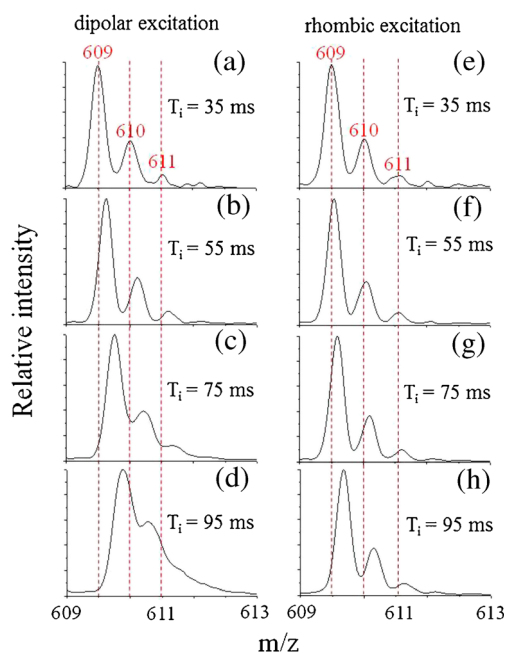 dipolar excitation
rhombic excitation
(a)
609
610
611
Ti = 35 ms
(e)
609
610
611
Ti = 35 ms
(b)
Ti = 55 ms
(f)
Ti = 55 ms
(c)
Ti = 75 ms
(g)
Ti = 75 ms
(d)
Ti = 95 ms
(h)
Ti = 95 ms
Relative intensity
609 611 613
609 611 613
m/z